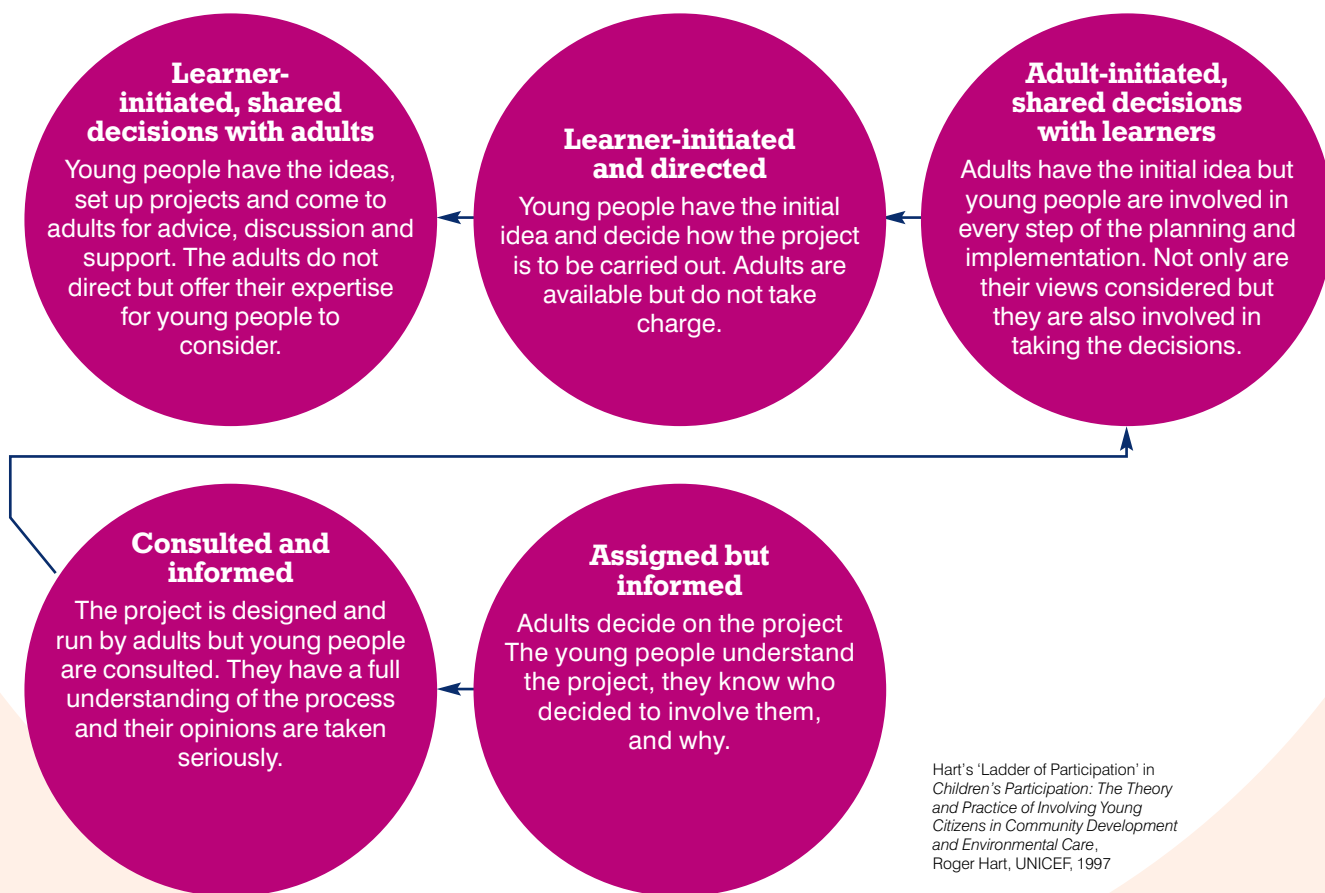 Learner-
initiated, shared
decisions with adults
Young people have the ideas,
set up projects and come to
adults for advice, discussion and
support. The adults do not
direct but offer their expertise
for young people to
consider.
Learner-initiated
and directed
Young people have the initial
idea and decide how the project
is to be carried out. Adults are
available but do not take
charge.
Adult-initiated,
shared decisions
with learners
Adults have the initial idea but
young people are involved in
every step of the planning and
implementation. Not only are
their views considered but
they are also involved in
taking the decisions.
Consulted and
informed
The project is designed and
run by adults but young people
are consulted. They have a full
understanding of the process
and their opinions are taken
seriously.
Assigned but
informed
Adults decide on the project
The young people understand
the project, they know who
decided to involve them,
and why.
Hart's 'Ladder of Participation' in
Children's Participation: The Theory
and Practice of Involving Young
Citizens in Community Development
and Environmental Care,
Roger Hart, UNICEF, 1997